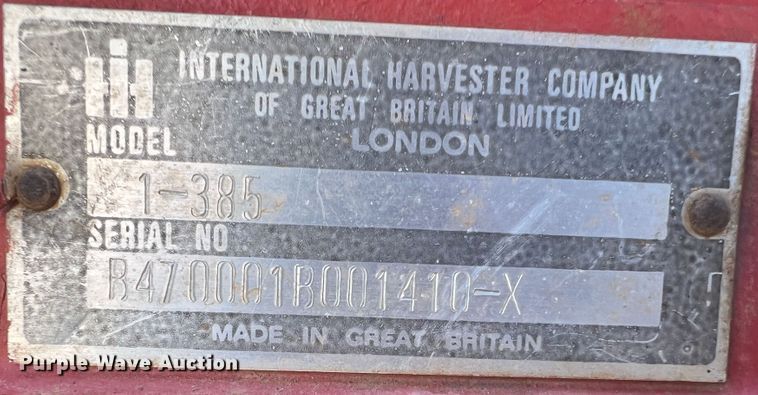 IH INTERNATIONAL HARVESTER COMPANY
OF GREAT BRITAIN LIMITED
LONDON
MODEL
1-385
SERIAL NO
B470001B001410-X
MADE IN GREAT BRITAIN
Purple Wave Auction